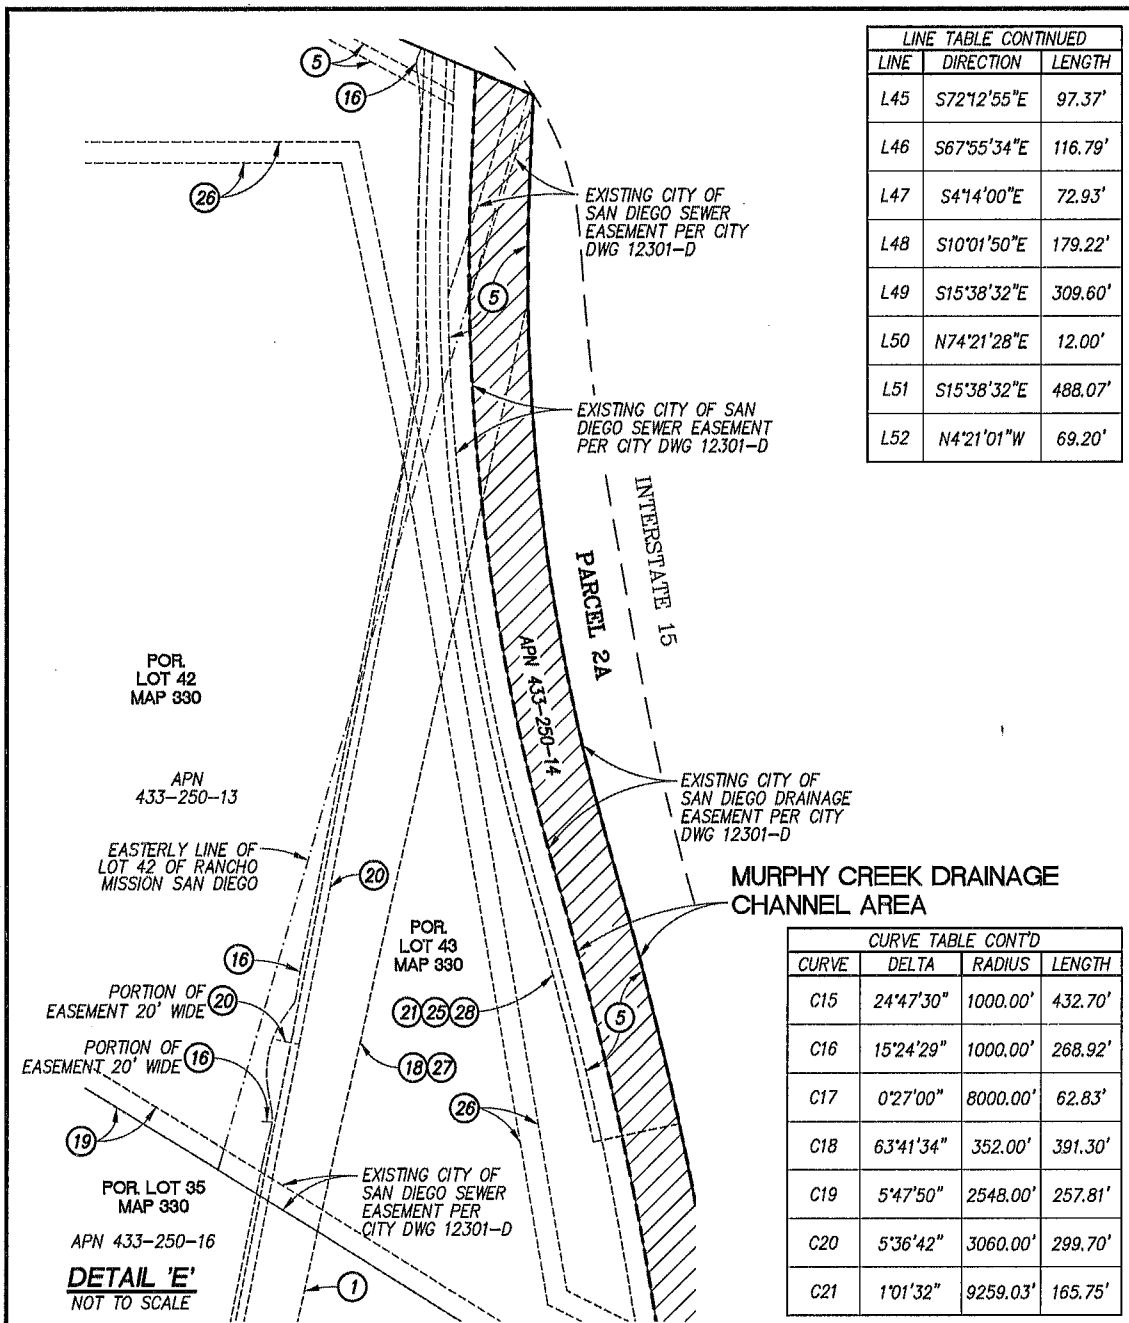 LINE TABLE CONTINUED
LINE DIRECTION LENGTH
L45 S72°12'55"E 97.37'
L46 S67°55'34"E 116.79'
L47 S4°14'00"E 72.93'
L48 S10°01'50"E 179.22'
L49 S15°38'32"E 309.60'
L50 N74°21'28"E 12.00'
L51 S15°38'32"E 488.07'
L52 N4°21'01"W 69.20'
5
16
26
EXISTING CITY OF
SAN DIEGO SEWER
EASEMENT PER CITY
DWG 12301-D
5
EXISTING CITY OF SAN
DIEGO SEWER EASEMENT
PER CITY DWG 12301-D
INTERSTATE 15
PARCEL 2A
APN 433-250-14
POR.
LOT 42
MAP 330
APN
433-250-13
EXISTING CITY OF
SAN DIEGO DRAINAGE
EASEMENT PER CITY
DWG 12301-D
EASTERLY LINE OF
LOT 42 OF RANCHO
MISSION SAN DIEGO
20
MURPHY CREEK DRAINAGE
CHANNEL AREA
POR.
LOT 43
MAP 330
16
PORTION OF
EASEMENT 20' WIDE 20
21 25 28
5
PORTION OF
EASEMENT 20' WIDE 16
18 27
26
19
EXISTING CITY OF
SAN DIEGO SEWER
EASEMENT PER
CITY DWG 12301-D
POR. LOT 35
MAP 330
APN 433-250-16
DETAIL 'E'
NOT TO SCALE
1
CURVE TABLE CONT'D
CURVE DELTA RADIUS LENGTH
C15 24°47'30" 1000.00' 432.70'
C16 15°24'29" 1000.00' 268.92'
C17 0°27'00" 8000.00' 62.83'
C18 63°41'34" 352.00' 391.30'
C19 5°47'50" 2548.00' 257.81'
C20 5°36'42" 3060.00' 299.70'
C21 1°01'32" 9259.03' 165.75'